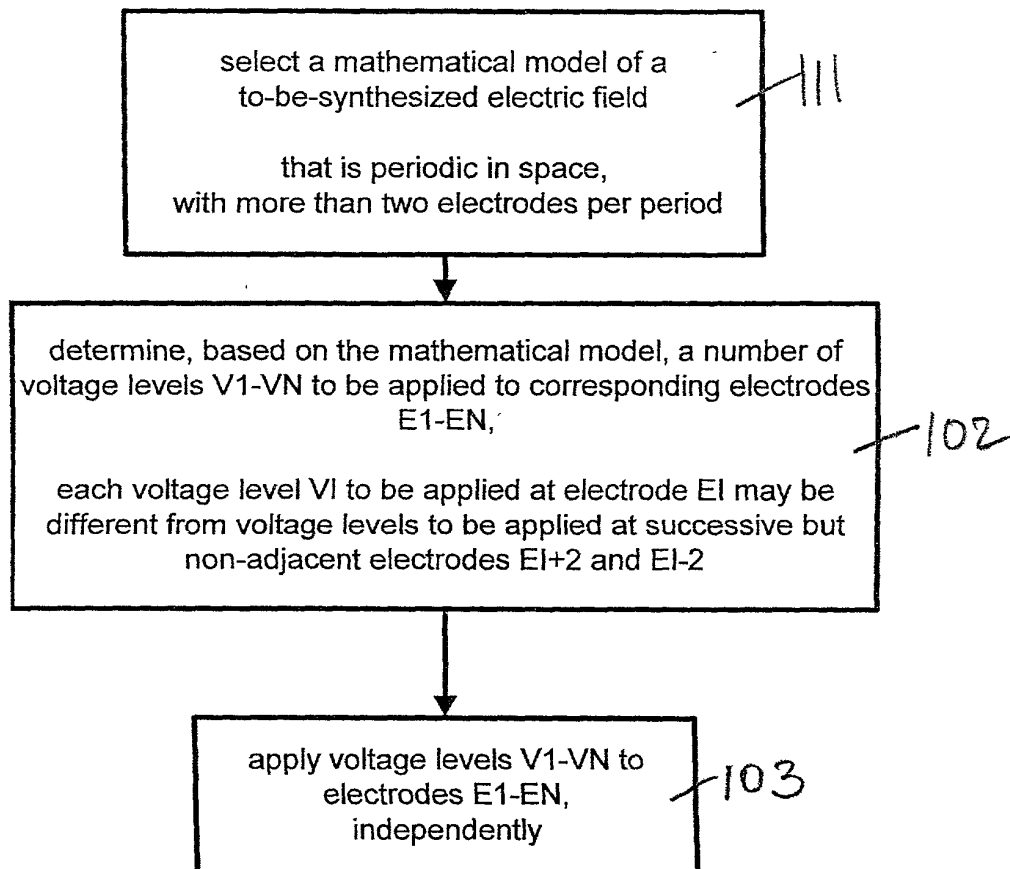 select a mathematical model of a
to-be-synthesized electric field
that is periodic in space,
with more than two electrodes per period
111
determine, based on the mathematical model, a number of
voltage levels V1-VN to be applied to corresponding electrodes
E1-EN,
each voltage level VI to be applied at electrode EI may be
different from voltage levels to be applied at successive but
non-adjacent electrodes EI+2 and EI-2
102
apply voltage levels V1-VN to
electrodes E1-EN,
independently
103